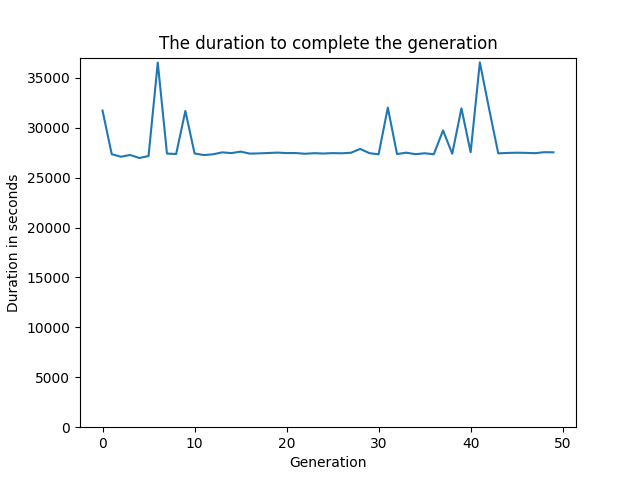 The duration to complete the generation
35000
30000
25000
20000
15000
10000
5000
0
Duration in seconds
0 10 20 30 40 50
Generation